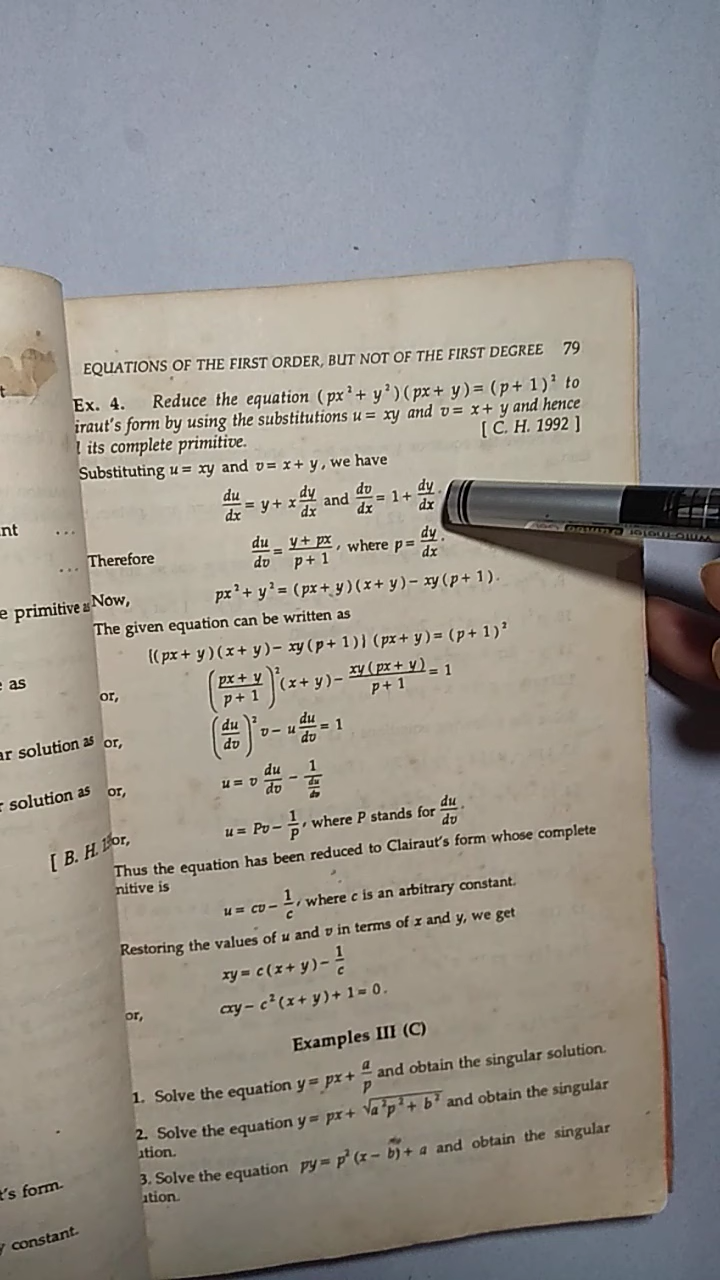 EQUATIONS OF THE FIRST ORDER, BUT NOT OF THE FIRST DEGREE 79
Ex. 4. Reduce the equation (px² + y²)(px + y) = (p + 1)² to
iraut's form by using the substitutions u = xy and v = x + y and hence
l its complete primitive. [ C. H. 1992 ]
Substituting u = xy and v = x + y, we have
du/dx = y + x dy/dx and dv/dx = 1 + dy/dx.
Therefore du/dv = (y + px)/(p + 1), where p = dy/dx.
Now, px² + y² = (px + y)(x + y) − xy(p + 1).
The given equation can be written as
{(px + y)(x + y) − xy(p + 1)} (px + y) = (p + 1)²
or, ((px + y)/(p + 1))² (x + y) − xy(px + y)/(p + 1) = 1
or, (du/dv)² v − u du/dv = 1
or, u = v du/dv − 1/(du/dv)
or, u = Pv − 1/P, where P stands for du/dv.
Thus the equation has been reduced to Clairaut's form whose complete
nitive is
u = cv − 1/c, where c is an arbitrary constant.
Restoring the values of u and v in terms of x and y, we get
xy = c(x + y) − 1/c
or, cxy − c²(x + y) + 1 = 0.
Examples III (C)
1. Solve the equation y = px + a/p and obtain the singular solution.
2. Solve the equation y = px + √(a²p² + b²) and obtain the singular
ution.
3. Solve the equation py = p²(x − b) + a and obtain the singular
ution.
t
nt ...
...
e primitive as
e as
ar solution as
r solution as
[ B. H.
t's form.
y constant.